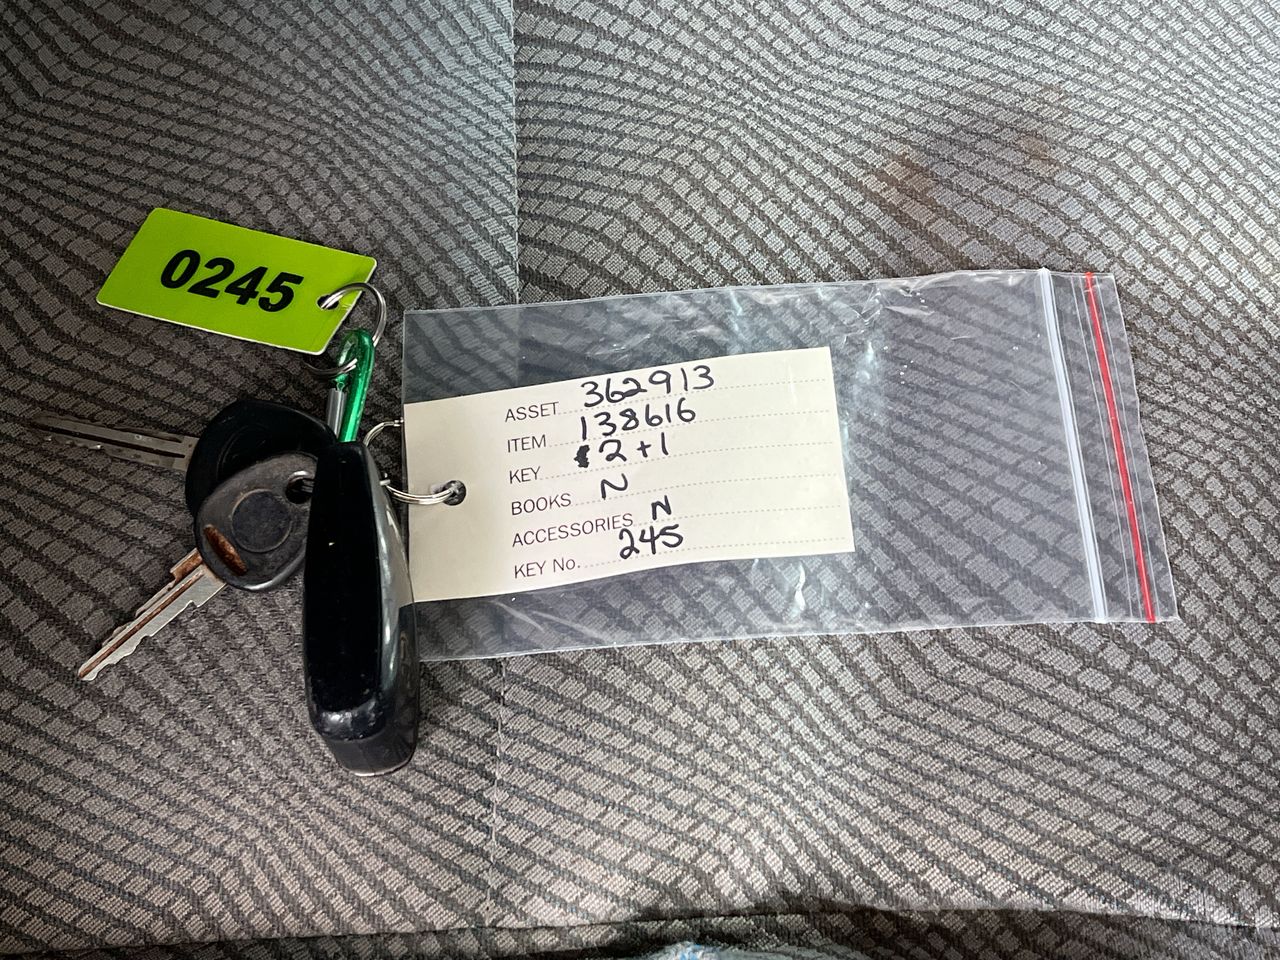 0245
ASSET 362913
ITEM 138616
KEY 2+1
BOOKS N
ACCESSORIES N
KEY No. 245